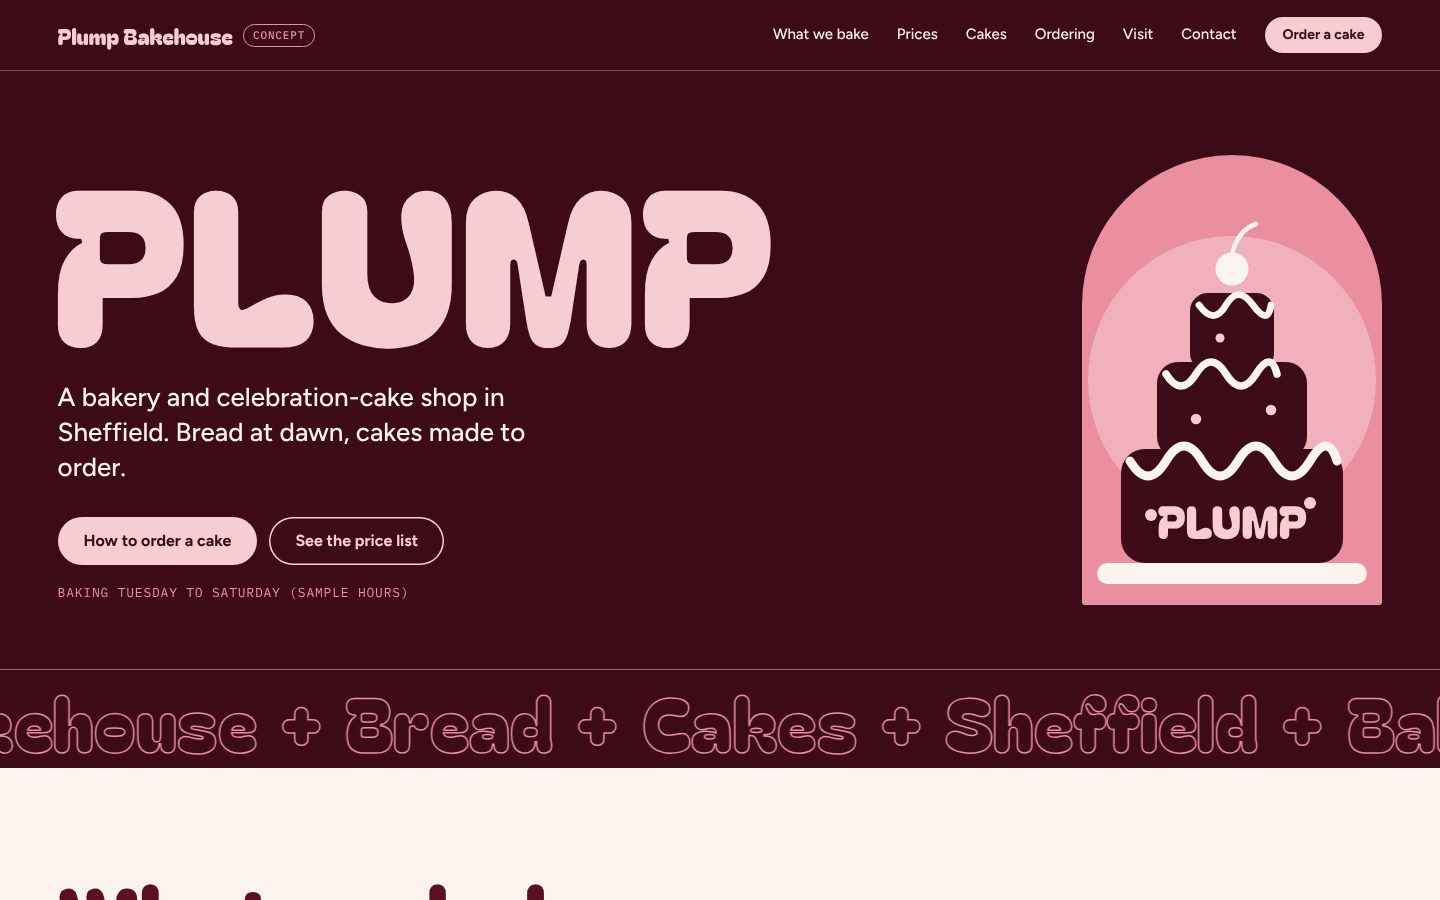 Plump Bakehouse CONCEPT What we bake Prices Cakes Ordering Visit Contact Order a cake
PLUMP
A bakery and celebration-cake shop in
Sheffield. Bread at dawn, cakes made to
order.
How to order a cake See the price list
BAKING TUESDAY TO SATURDAY (SAMPLE HOURS)
PLUMP
kehouse + Bread + Cakes + Sheffield + Bak